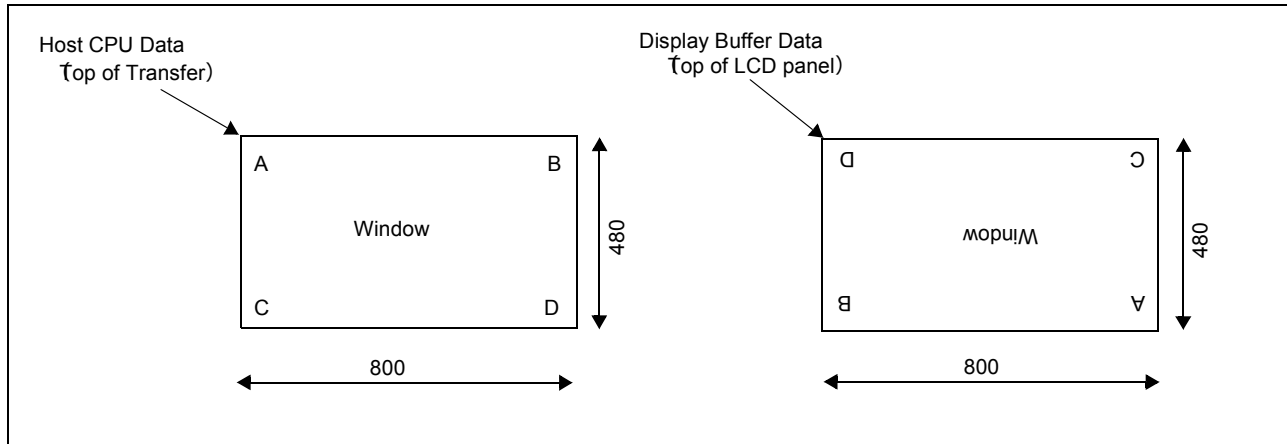 Host CPU Data
(Top of Transfer)
A B
Window
C D
480
800
Display Buffer Data
(Top of LCD panel)
D C
Window
B A
480
800